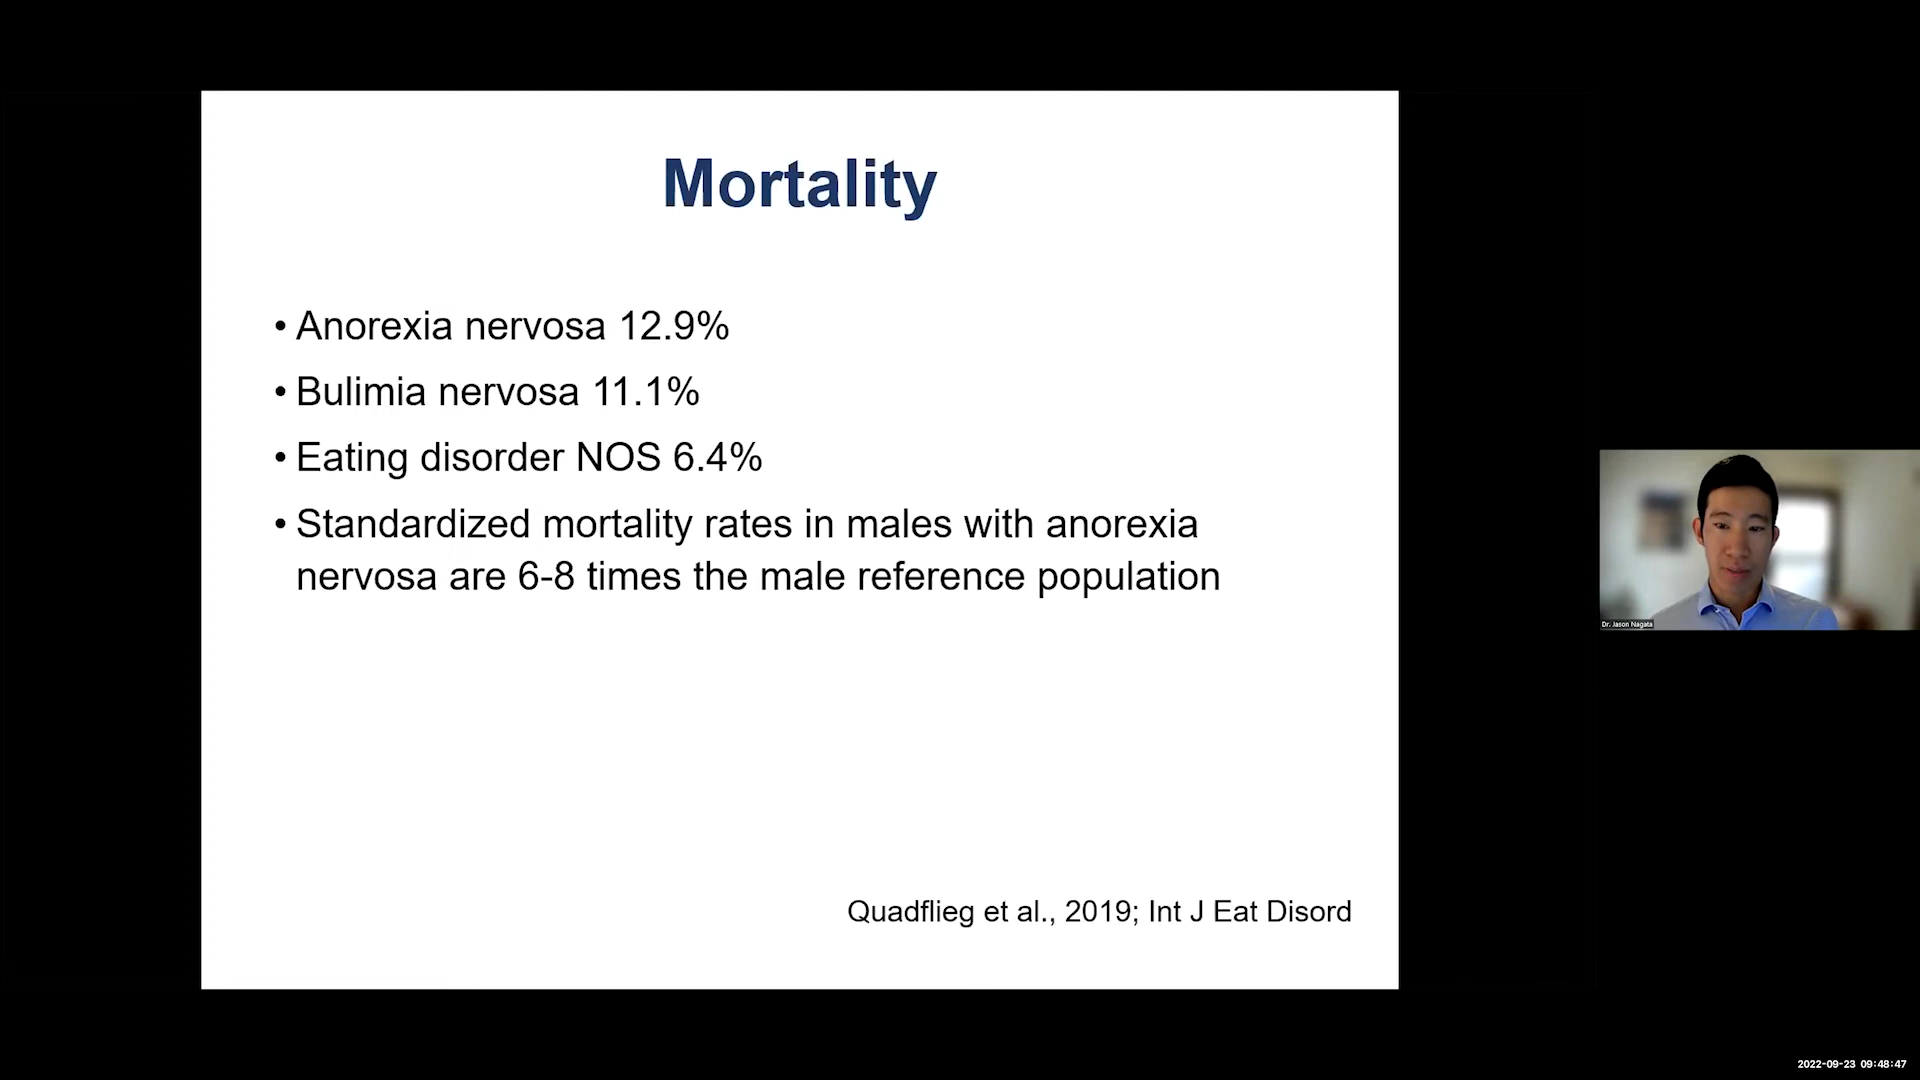 Mortality
• Anorexia nervosa 12.9%
• Bulimia nervosa 11.1%
• Eating disorder NOS 6.4%
• Standardized mortality rates in males with anorexia
nervosa are 6-8 times the male reference population
Quadflieg et al., 2019; Int J Eat Disord
Dr. Jason Nagata
2022-09-23 09:48:47